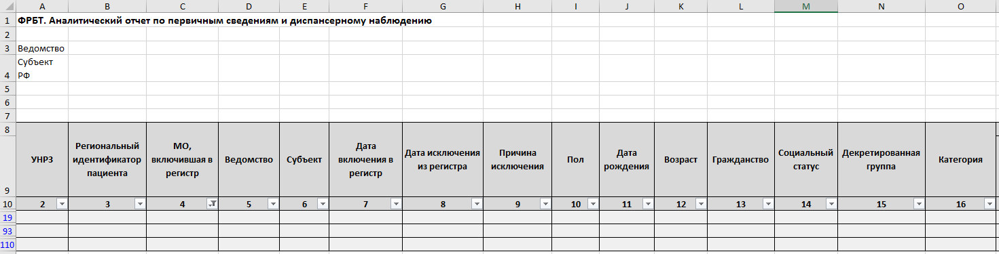 A B C D E F G H I J K L M N O
1 ФРБТ. Аналитический отчет по первичным сведениям и диспансерному наблюдению
2
3 Ведомство
Субъект
4 РФ
5
6
7
8
Региональный МО, Дата Дата исключения Причина Дата Социальный Декретированная
УНРЗ идентификатор включившая в Ведомство Субъект включения в из регистра исключения Пол рождения Возраст Гражданство статус группа Категория
пациента регистр регистр
9
10 2 3 4 5 6 7 8 9 10 11 12 13 14 15 16
19
93
110